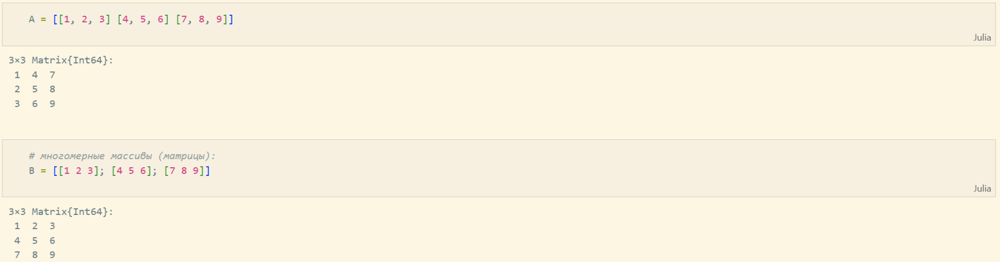 A = [[1, 2, 3] [4, 5, 6] [7, 8, 9]]
Julia
3×3 Matrix{Int64}:
1 4 7
2 5 8
3 6 9
# многомерные массивы (матрицы):
B = [[1 2 3]; [4 5 6]; [7 8 9]]
Julia
3×3 Matrix{Int64}:
1 2 3
4 5 6
7 8 9